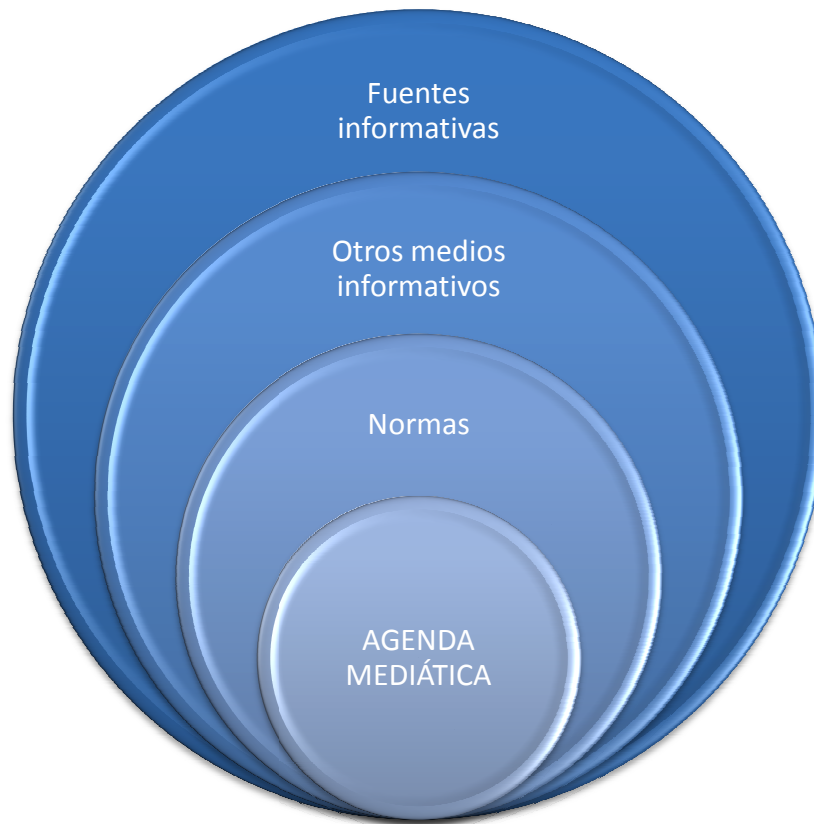 Fuentes
informativas
Otros medios
informativos
Normas
AGENDA
MEDIÁTICA